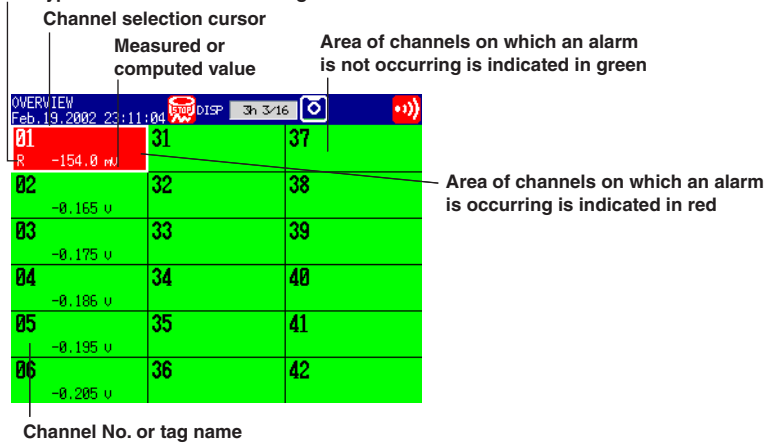 Channel selection cursor
Measured or
computed value
Area of channels on which an alarm
is not occurring is indicated in green
OVERVIEW
Feb.19.2002 23:11:04 STOP DISP 3h 3/16
01 31 37
R -154.0 mV
Area of channels on which an alarm
is occurring is indicated in red
02 32 38
-0.165 V
03 33 39
-0.175 V
04 34 40
-0.186 V
05 35 41
-0.195 V
06 36 42
-0.205 V
Channel No. or tag name